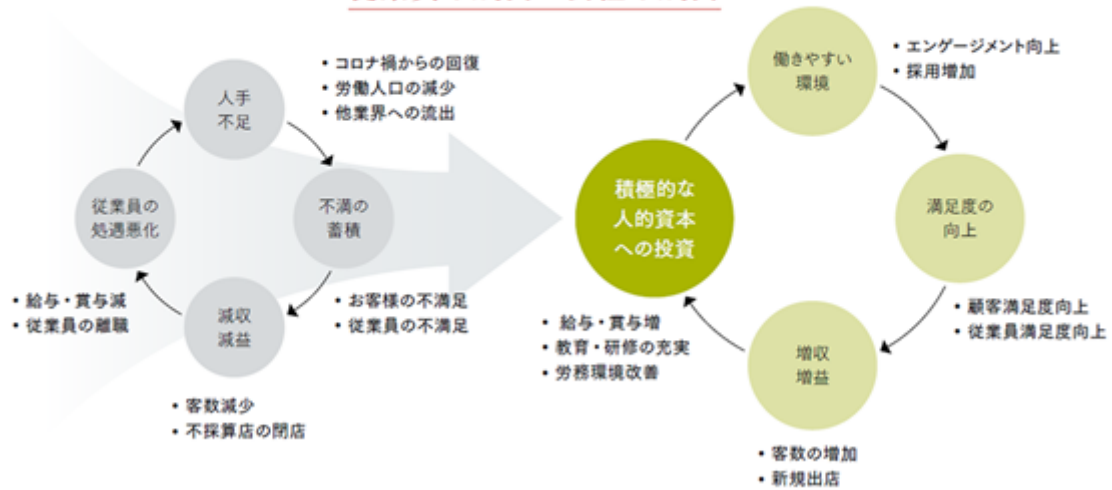 人手
不足
• コロナ禍からの回復
• 労働人口の減少
• 他業界への流出
不満の
蓄積
• お客様の不満足
• 従業員の不満足
減収
減益
• 客数減少
• 不採算店の閉店
従業員の
処遇悪化
• 給与・賞与減
• 従業員の離職
積極的な
人的資本
への投資
働きやすい
環境
• エンゲージメント向上
• 採用増加
満足度の
向上
• 顧客満足度向上
• 従業員満足度向上
増収
増益
• 客数の増加
• 新規出店
• 給与・賞与増
• 教育・研修の充実
• 労務環境改善